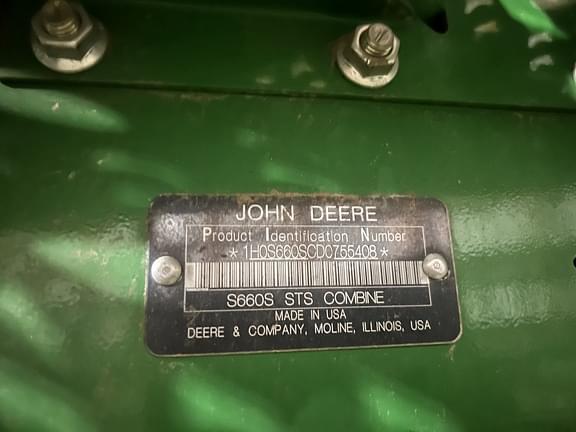 JOHN DEERE
Product Identification Number
*1H0S660SCD0755408*
S660S STS COMBINE
MADE IN USA
DEERE & COMPANY, MOLINE, ILLINOIS, USA